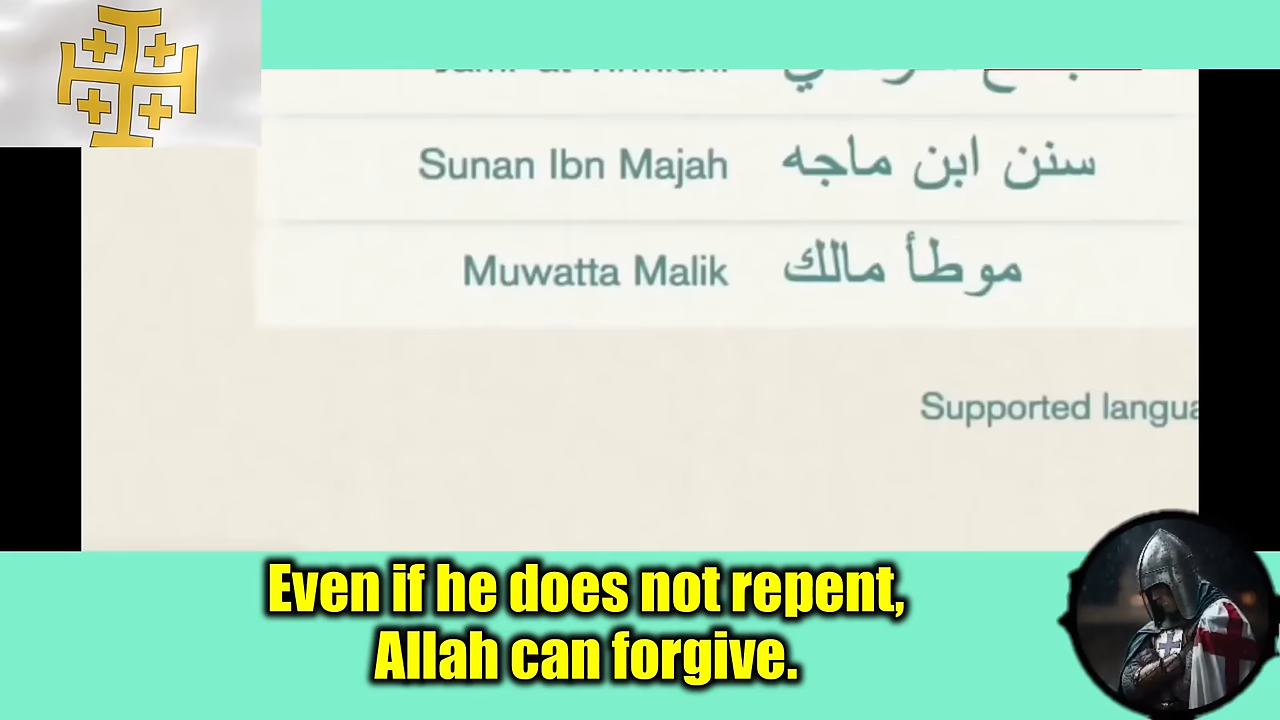 Sunan Ibn Majah سنن ابن ماجه
Muwatta Malik موطأ مالك
Supported
Even if he does not repent,
Allah can forgive.